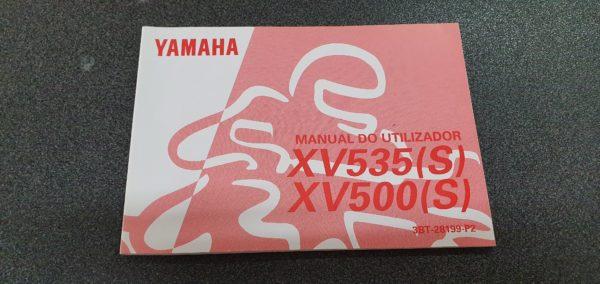 YAMAHA
MANUAL DO UTILIZADOR
XV535(S)
XV500(S)
3BT-28199-P2